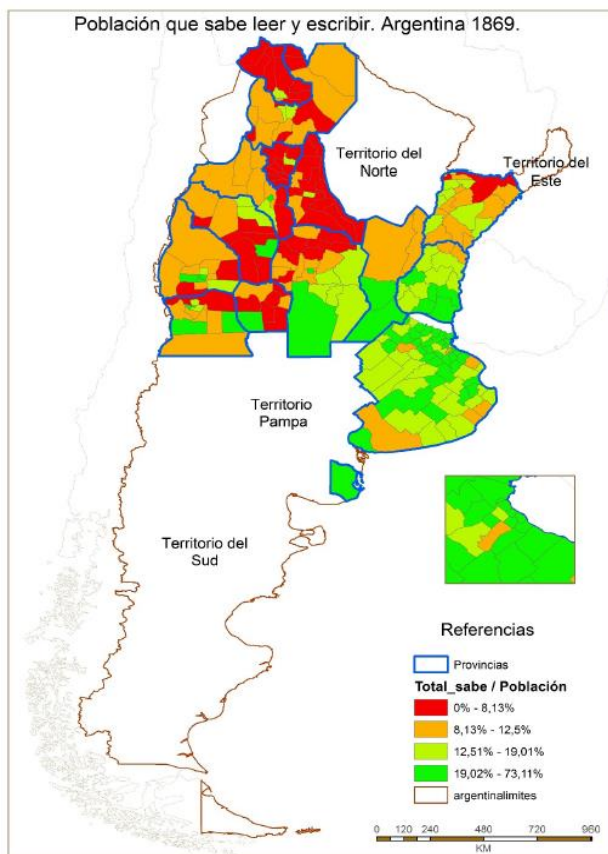 Población que sabe leer y escribir. Argentina 1869.
Territorio del
Norte
Territorio del
Este
Territorio
Pampa
Territorio del
Sud
Referencias
Provincias
Total_sabe / Población
0% - 8,13%
8,13% - 12,5%
12,51% - 19,01%
19,02% - 73,11%
argentinalimites
0 120 240 480 720 960
KM